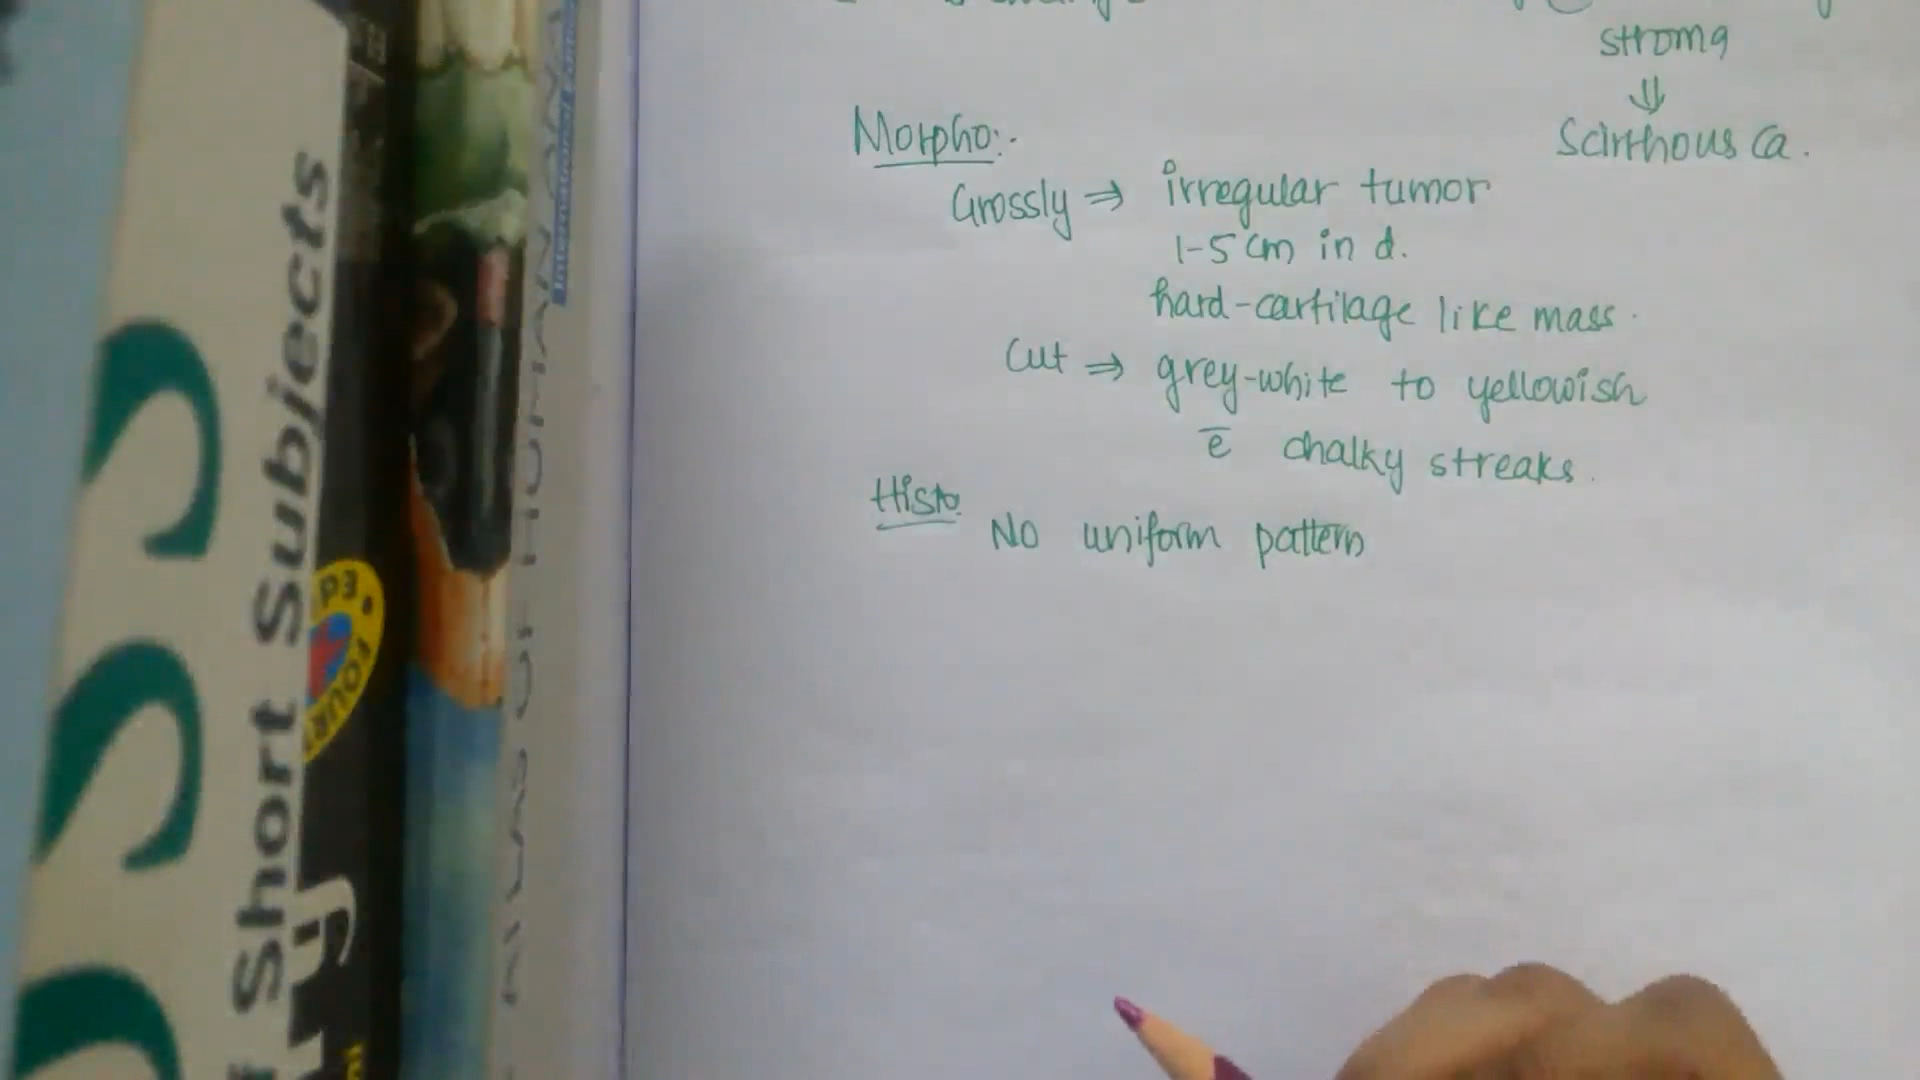 stroma
⇓
Scirrhous Ca.
Morpho:-
Grossly ⇒ irregular tumor
1-5 cm in d.
hard-cartilage like mass.
Cut ⇒ grey-white to yellowish
ē chalky streaks.
Histo
No uniform pattern
Short Subjects